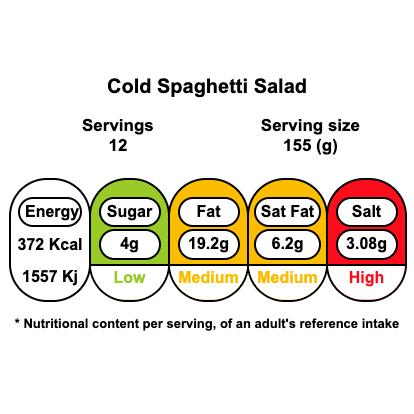 Cold Spaghetti Salad
Servings Serving size
12 155 (g)
Energy Sugar Fat Sat Fat Salt
372 Kcal 4g 19.2g 6.2g 3.08g
1557 Kj Low Medium Medium High
* Nutritional content per serving, of an adult's reference intake